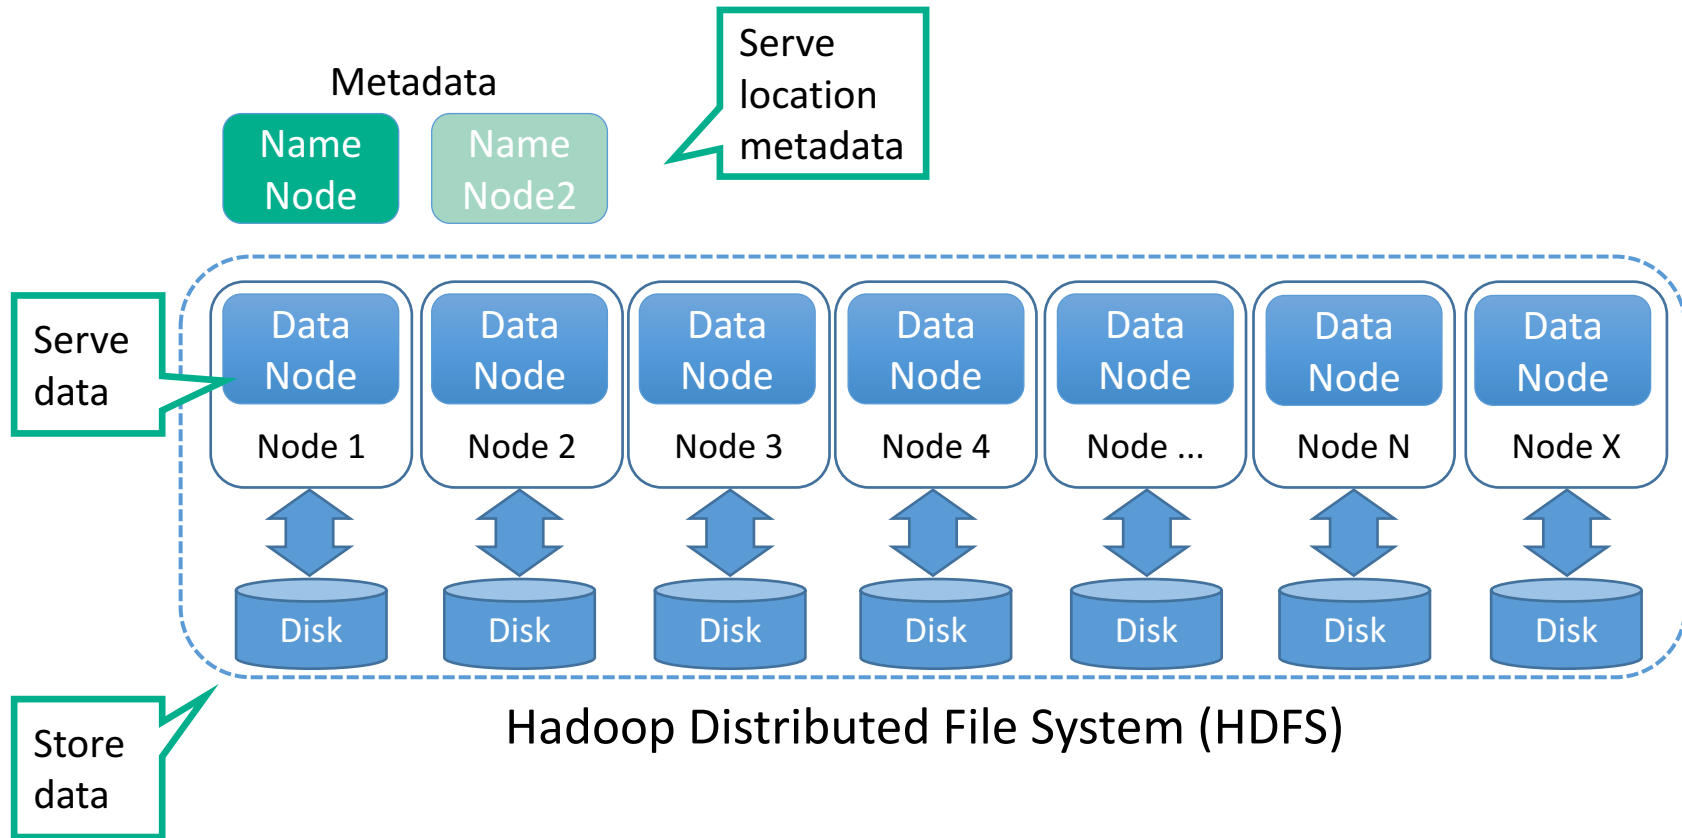 Serve
location
metadata
Metadata
Name
Node
Name
Node2
Serve
data
Data
Node
Node 1
Data
Node
Node 2
Data
Node
Node 3
Data
Node
Node 4
Data
Node
Node ...
Data
Node
Node N
Data
Node
Node X
Disk
Disk
Disk
Disk
Disk
Disk
Disk
Store
data
Hadoop Distributed File System (HDFS)